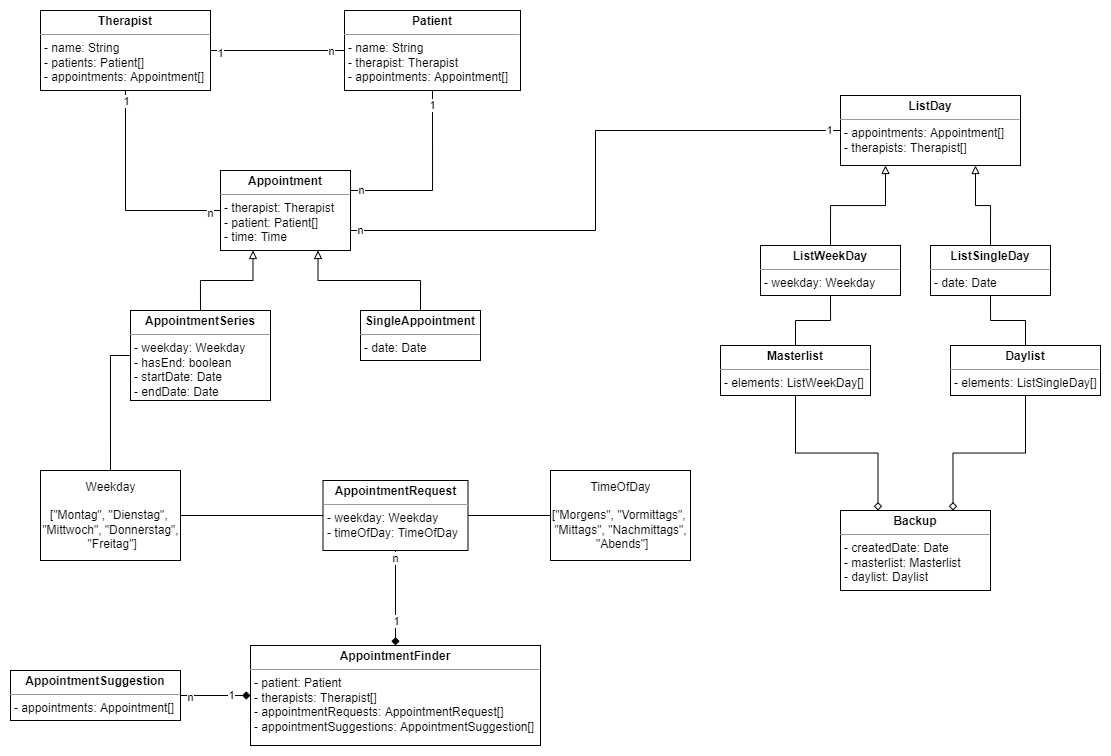 Therapist
- name: String
- patients: Patient[]
- appointments: Appointment[]
1
n
Patient
- name: String
- therapist: Therapist
- appointments: Appointment[]
1
1
ListDay
- appointments: Appointment[]
- therapists: Therapist[]
1
Appointment
- therapist: Therapist
- patient: Patient[]
- time: Time
n
n
n
ListWeekDay
- weekday: Weekday
ListSingleDay
- date: Date
AppointmentSeries
- weekday: Weekday
- hasEnd: boolean
- startDate: Date
- endDate: Date
SingleAppointment
- date: Date
Masterlist
- elements: ListWeekDay[]
Daylist
- elements: ListSingleDay[]
Weekday
["Montag", "Dienstag",
"Mittwoch", "Donnerstag",
"Freitag"]
AppointmentRequest
- weekday: Weekday
- timeOfDay: TimeOfDay
TimeOfDay
["Morgens", "Vormittags",
"Mittags", "Nachmittags",
"Abends"]
Backup
- createdDate: Date
- masterlist: Masterlist
- daylist: Daylist
n
1
AppointmentFinder
- patient: Patient
- therapists: Therapist[]
- appointmentRequests: AppointmentRequest[]
- appointmentSuggestions: AppointmentSuggestion[]
AppointmentSuggestion
- appointments: Appointment[]
n
1